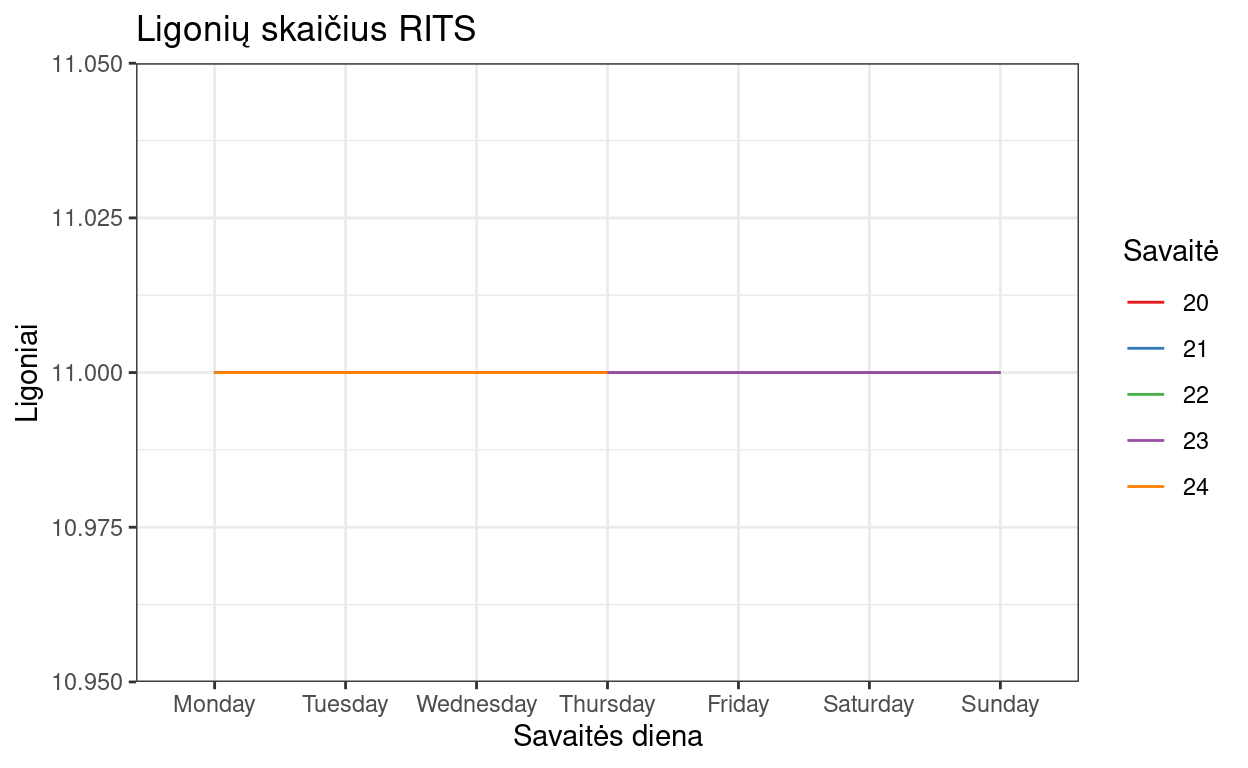 Ligonių skaičius RITS
11.050
11.025
11.000
10.975
10.950
Ligoniai
Monday Tuesday Wednesday Thursday Friday Saturday Sunday
Savaitės diena
Savaitė
20
21
22
23
24